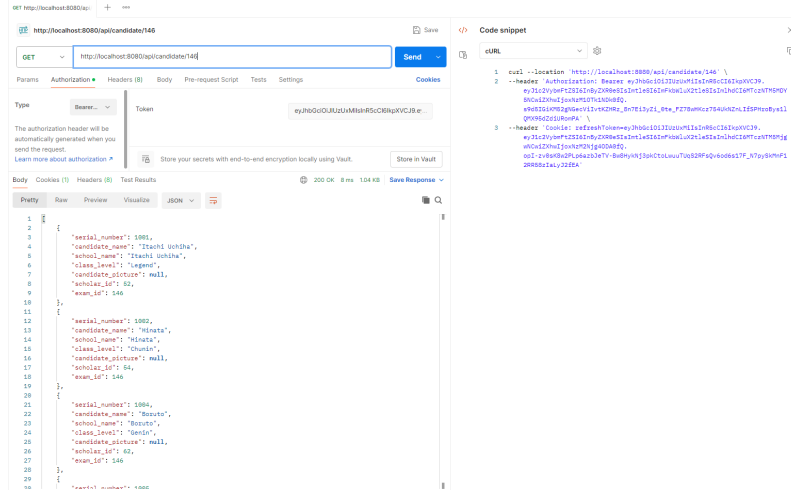 GET http://localhost:8080/api
http://localhost:8080/api/candidate/146
Save
GET
http://localhost:8080/api/candidate/146
Send
Params Authorization Headers (8) Body Pre-request Script Tests Settings Cookies
Type
Bearer...
Token
The authorization header will be
automatically generated when you
send the request.
Learn more about authorization
Store your secrets with end-to-end encryption locally using Vault.
Store in Vault
Body Cookies (1) Headers (8) Test Results
200 OK 8 ms 1.04 KB Save Response
Pretty Raw Preview Visualize JSON
1 [
2 {
3 "serial_number": 1001,
4 "candidate_name": "Itachi Uchiha",
5 "school_name": "Itachi Uchiha",
6 "class_level": "Legend",
7 "candidate_picture": null,
8 "scholar_id": 52,
9 "exam_id": 146
10 },
11 {
12 "serial_number": 1002,
13 "candidate_name": "Hinata",
14 "school_name": "Hinata",
15 "class_level": "Chunin",
16 "candidate_picture": null,
17 "scholar_id": 54,
18 "exam_id": 146
19 },
20 {
21 "serial_number": 1004,
22 "candidate_name": "Boruto",
23 "school_name": "Boruto",
24 "class_level": "Genin",
25 "candidate_picture": null,
26 "scholar_id": 62,
27 "exam_id": 146
28 },
29 {
"serial_number": 1005,
</> Code snippet
cURL
1 curl --location 'http://localhost:8080/api/candidate/146' \
2 --header 'Authorization: Bearer
3 --header 'Cookie: refreshToken=